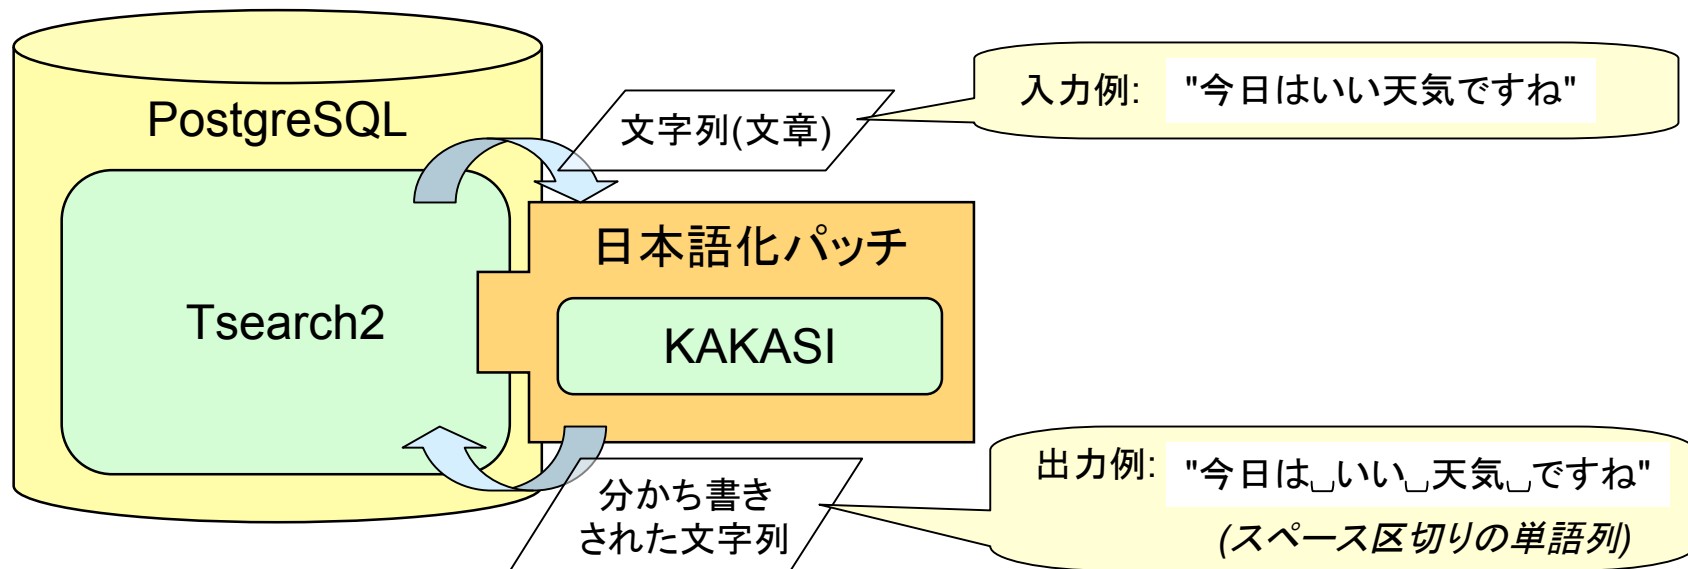 PostgreSQL
文字列(文章)
入力例: "今日はいい天気ですね"
日本語化パッチ
Tsearch2
KAKASI
出力例: "今日は␣いい␣天気␣ですね"
(スペース区切りの単語列)
分かち書き
された文字列